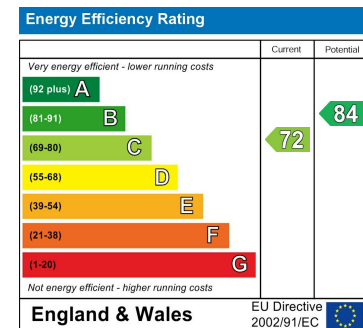 Energy Efficiency Rating
Current Potential
Very energy efficient - lower running costs
(92 plus) A
(81-91) B
(69-80) C
(55-68) D
(39-54) E
(21-38) F
(1-20) G
72
84
Not energy efficient - higher running costs
England & Wales
EU Directive
2002/91/EC